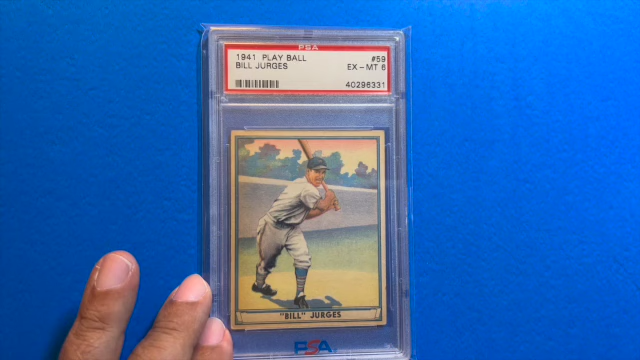 PSA
1941 PLAY BALL #59
BILL JURGES EX - MT 6
40296331
"BILL" JURGES
PSA